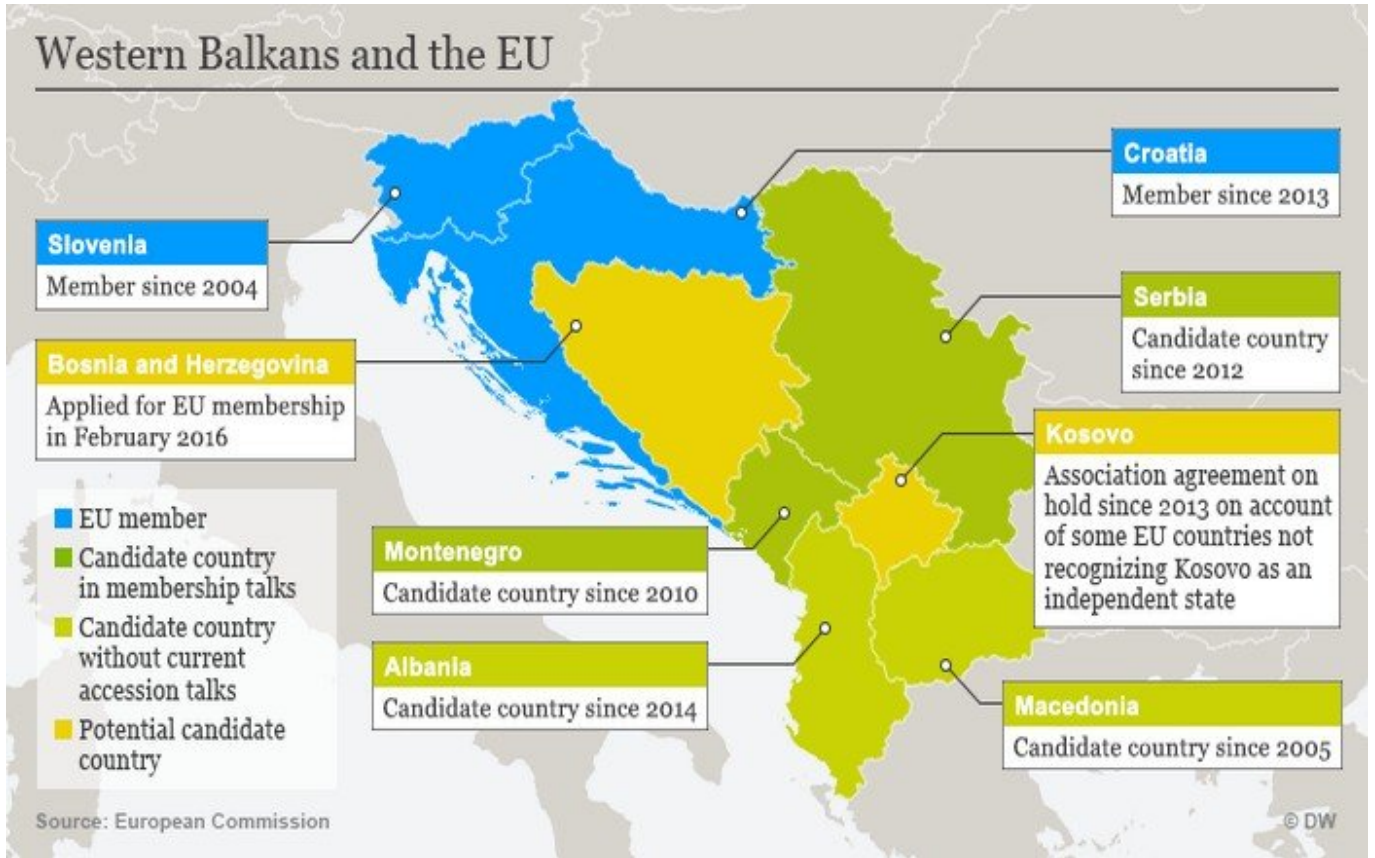 Western Balkans and the EU
Croatia
Member since 2013
Slovenia
Member since 2004
Serbia
Candidate country
since 2012
Bosnia and Herzegovina
Applied for EU membership
in February 2016
Kosovo
Association agreement on
hold since 2013 on account
of some EU countries not
recognizing Kosovo as an
independent state
EU member
Candidate country
in membership talks
Candidate country
without current
accession talks
Potential candidate
country
Montenegro
Candidate country since 2010
Albania
Candidate country since 2014
Macedonia
Candidate country since 2005
Source: European Commission
© DW